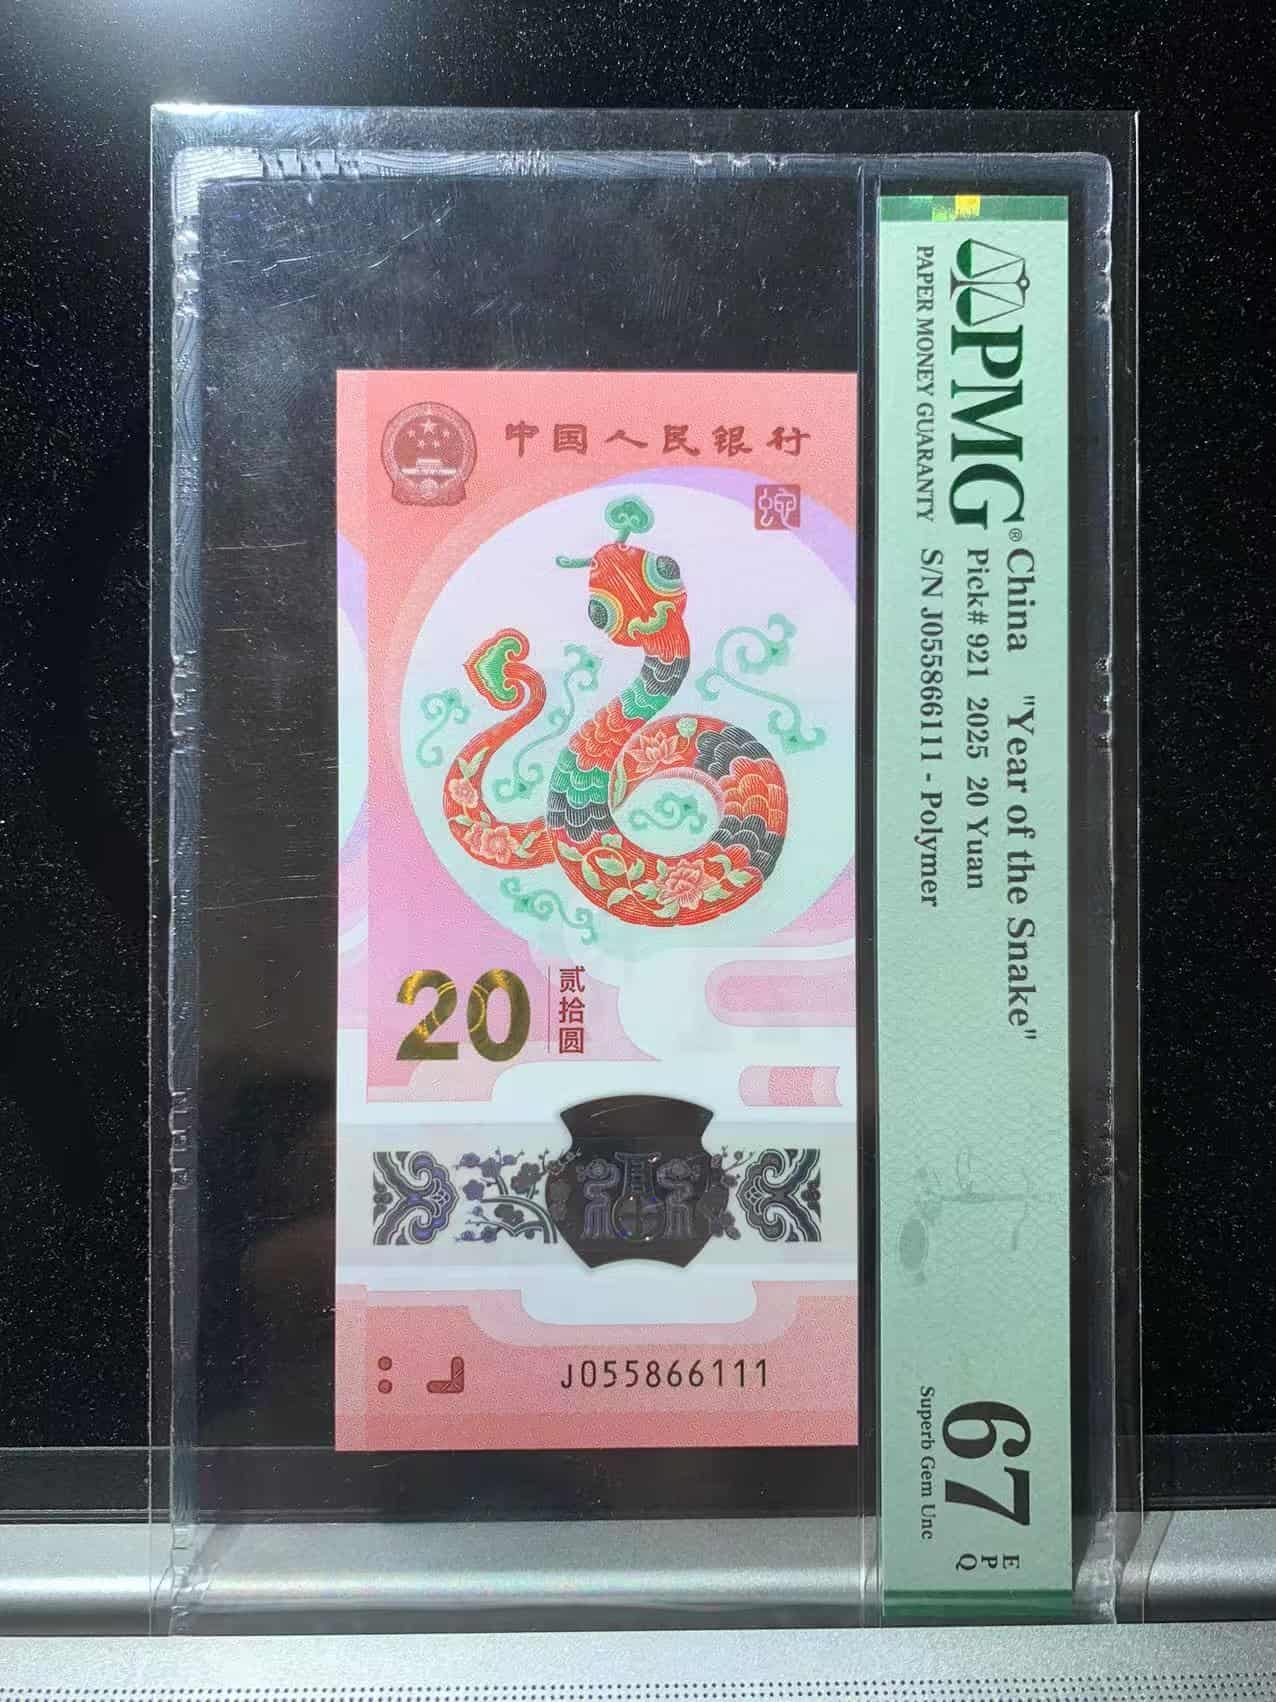 中国人民银行
蛇
20
贰拾圆
J055866111
PMG®
PAPER MONEY GUARANTY
China "Year of the Snake"
Pick# 921 2025 20 Yuan
S/N J055866111 - Polymer
67 EPQ
Superb Gem Unc